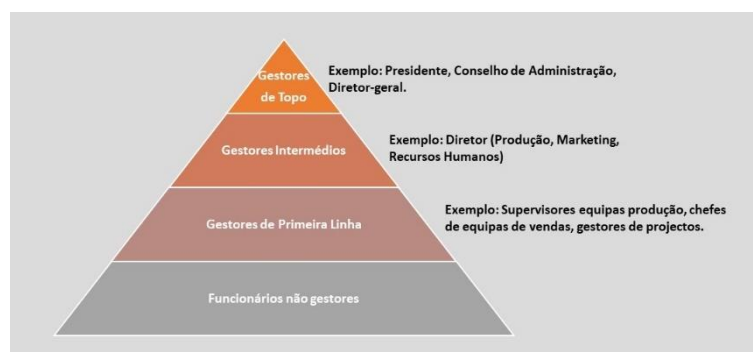 Gestores
de Topo
Exemplo: Presidente, Conselho de Administração,
Diretor-geral.
Gestores Intermédios
Exemplo: Diretor (Produção, Marketing,
Recursos Humanos)
Gestores de Primeira Linha
Exemplo: Supervisores equipas produção, chefes
de equipas de vendas, gestores de projectos.
Funcionários não gestores